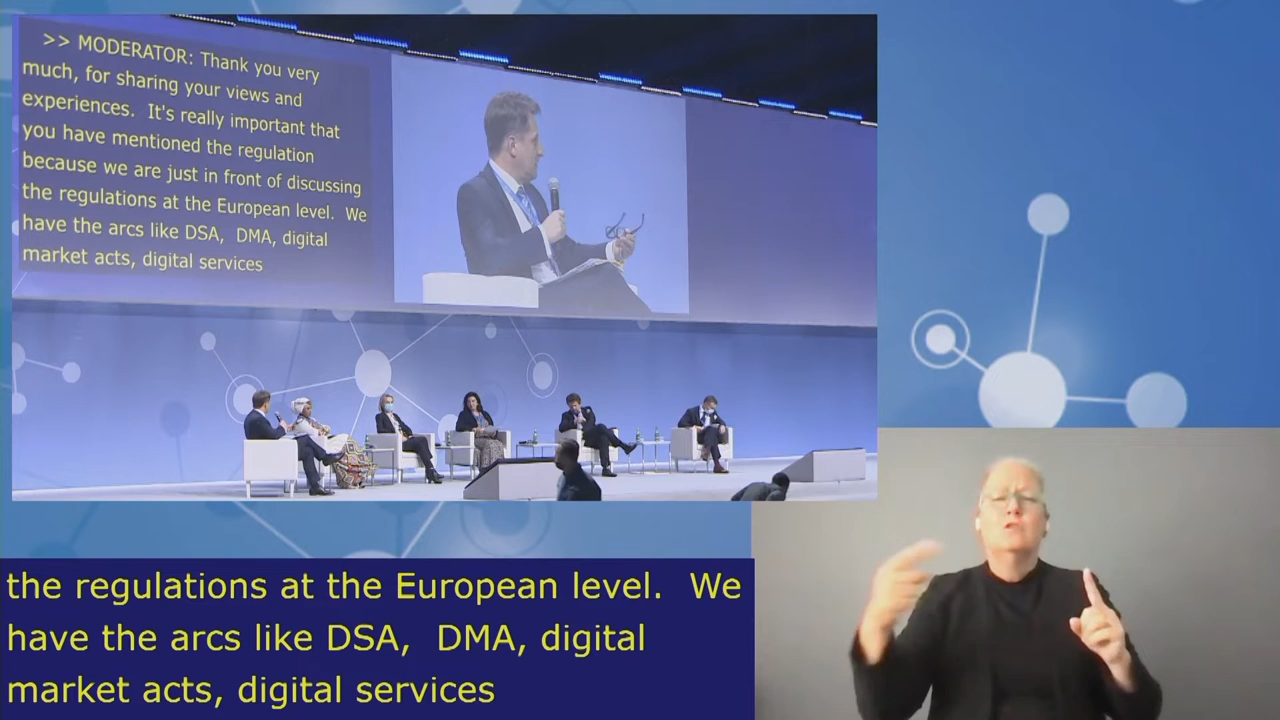 >> MODERATOR: Thank you very
much, for sharing your views and
experiences.  It's really important that
you have mentioned the regulation
because we are just in front of discussing
the regulations at the European level.  We
have the arcs like DSA,  DMA, digital
market acts, digital services
the regulations at the European level.  We
have the arcs like DSA,  DMA, digital
market acts, digital services